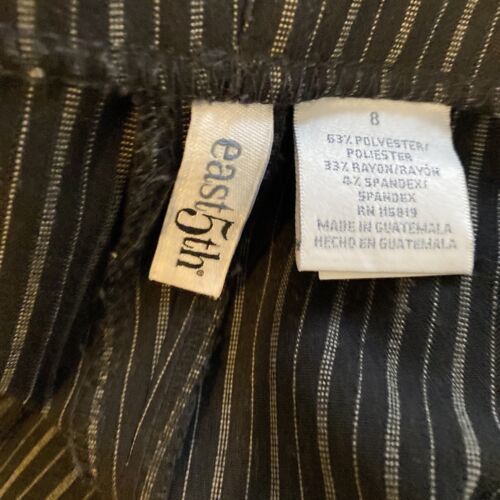 east5th
8
63% POLYESTER/
POLIESTER
33% RAYON/RAYÓN
4% SPANDEX/
SPANDEX
RN 115819
MADE IN GUATEMALA
HECHO EN GUATEMALA